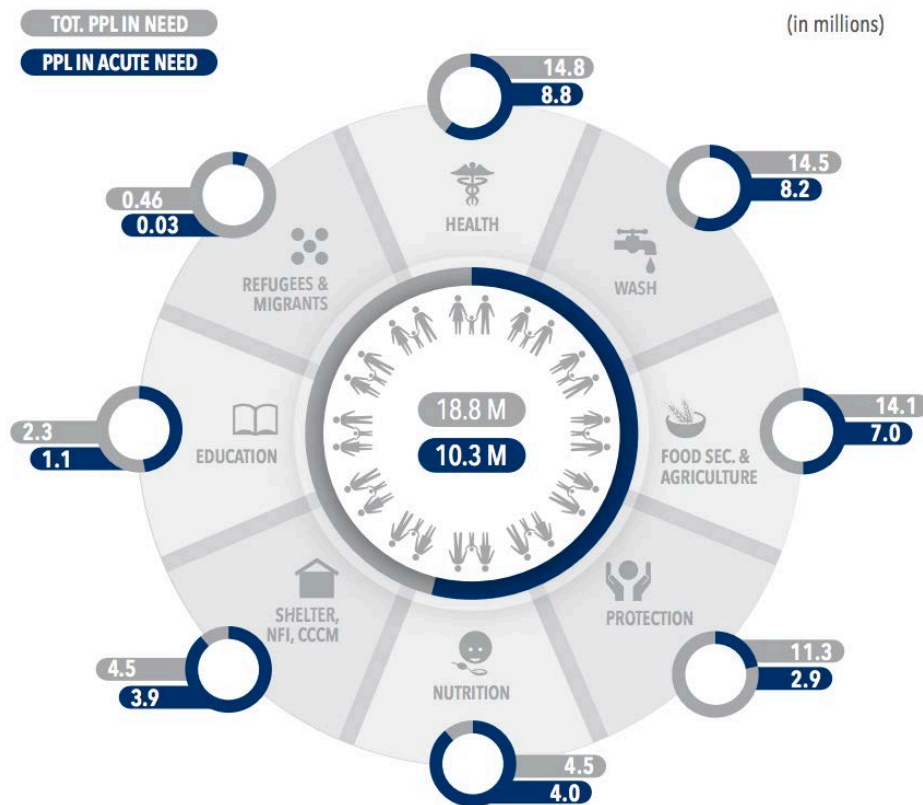 TOT. PPL IN NEED
(in millions)
PPL IN ACUTE NEED
14.8
8.8
HEALTH
14.5
8.2
WASH
14.1
7.0
FOOD SEC. &
AGRICULTURE
11.3
2.9
PROTECTION
4.5
4.0
NUTRITION
4.5
3.9
SHELTER,
NFI, CCCM
2.3
1.1
EDUCATION
0.46
0.03
REFUGEES &
MIGRANTS
18.8 M
10.3 M